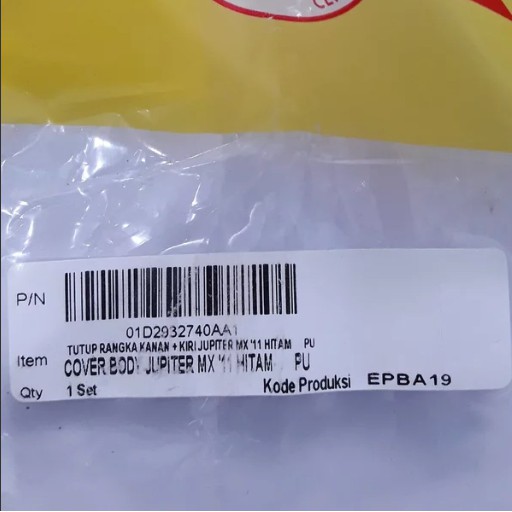 P/N
01D2932740AA1
TUTUP RANGKA KANAN + KIRI JUPITER MX '11 HITAM PU
Item COVER BODY JUPITER MX '11 HITAM PU
Qty 1 Set Kode Produksi EPBA19